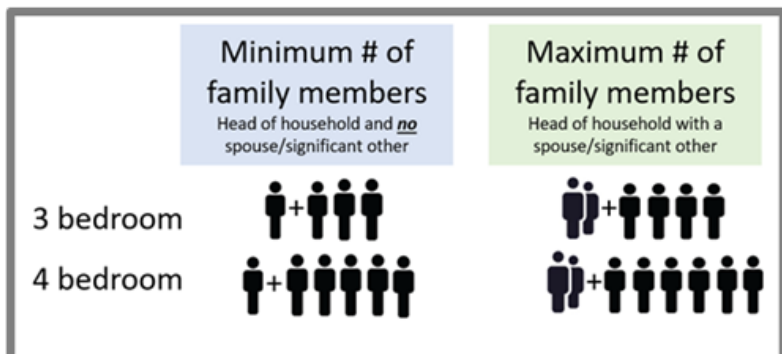 Minimum # of
family members
Head of household and no
spouse/significant other
Maximum # of
family members
Head of household with a
spouse/significant other
3 bedroom
+
+
4 bedroom
+
+